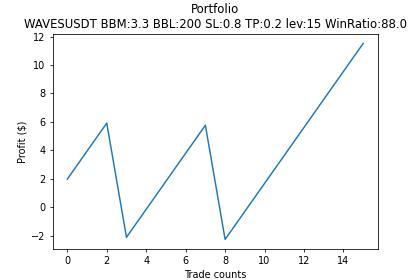 Portfolio
WAVESUSDT BBM:3.3 BBL:200 SL:0.8 TP:0.2 lev:15 WinRatio:88.0
Profit ($)
12
10
8
6
4
2
0
−2
0 2 4 6 8 10 12 14
Trade counts